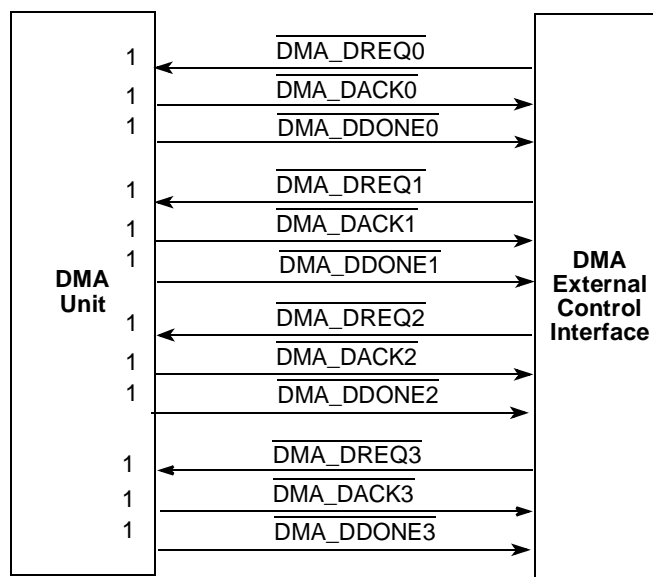 1 DMA_DREQ0
1 DMA_DACK0
1 DMA_DDONE0
1 DMA_DREQ1
1 DMA_DACK1
1 DMA_DDONE1
DMA
Unit
DMA
External
Control
Interface
1 DMA_DREQ2
1 DMA_DACK2
1 DMA_DDONE2
1 DMA_DREQ3
1 DMA_DACK3
1 DMA_DDONE3